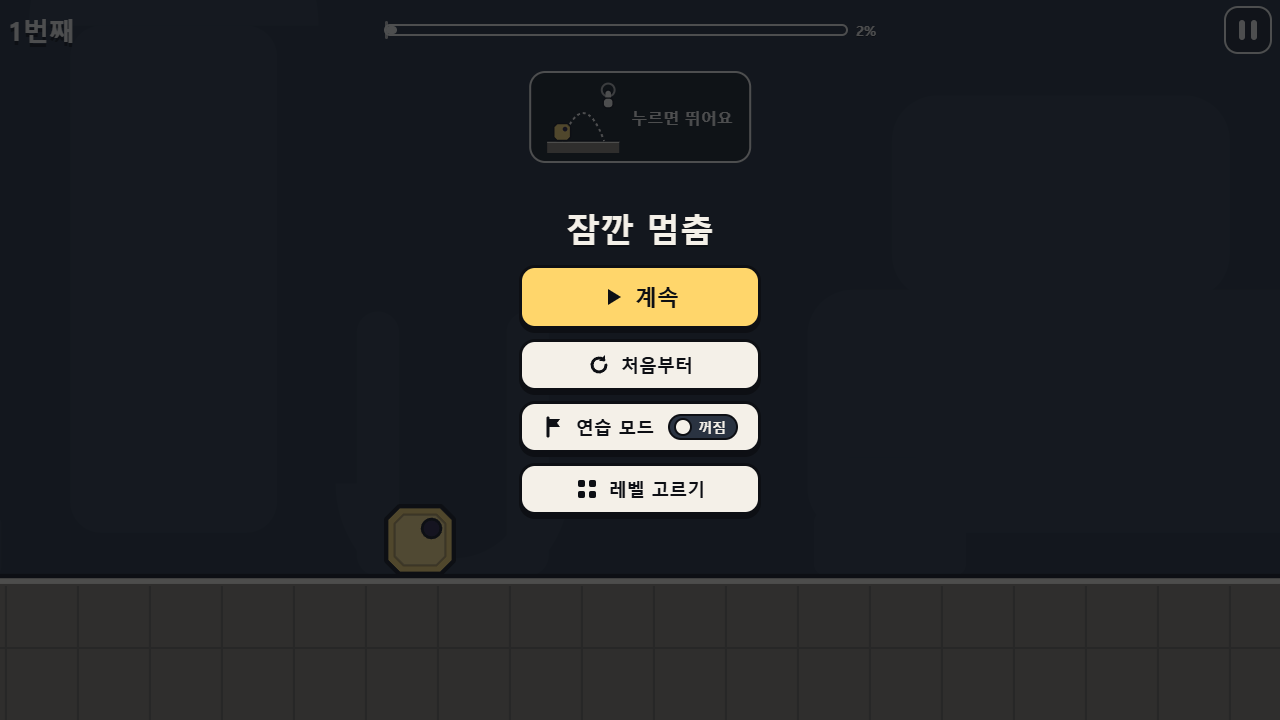 1번째
2%
누르면 뛰어요
잠깐 멈춤
계속
처음부터
연습 모드 꺼짐
레벨 고르기